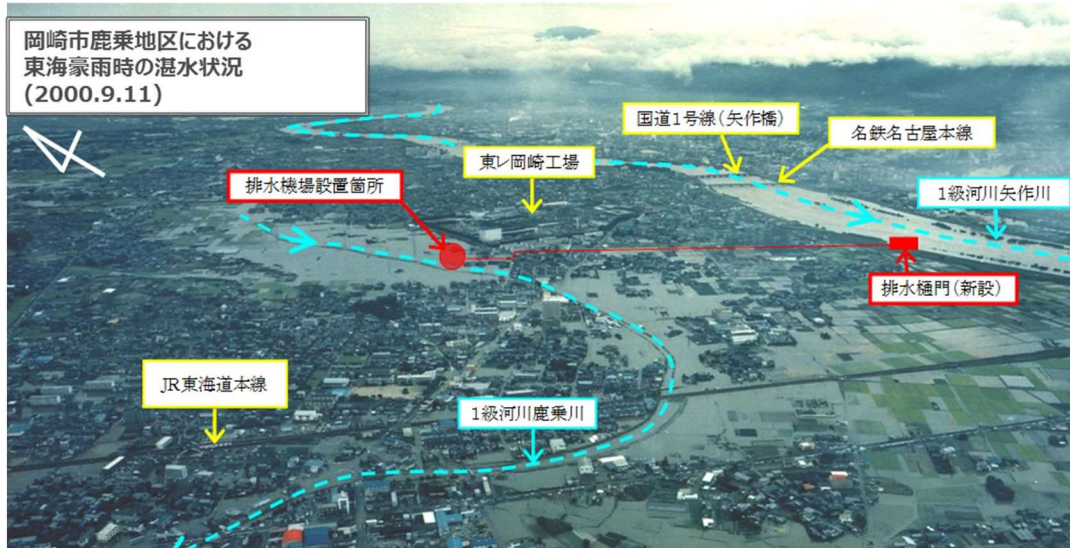 岡崎市鹿乗地区における
東海豪雨時の湛水状況
(2000.9.11)
国道1号線(矢作橋)
名鉄名古屋本線
東レ岡崎工場
排水機場設置箇所
1級河川矢作川
排水樋門(新設)
JR東海道本線
1級河川鹿乗川